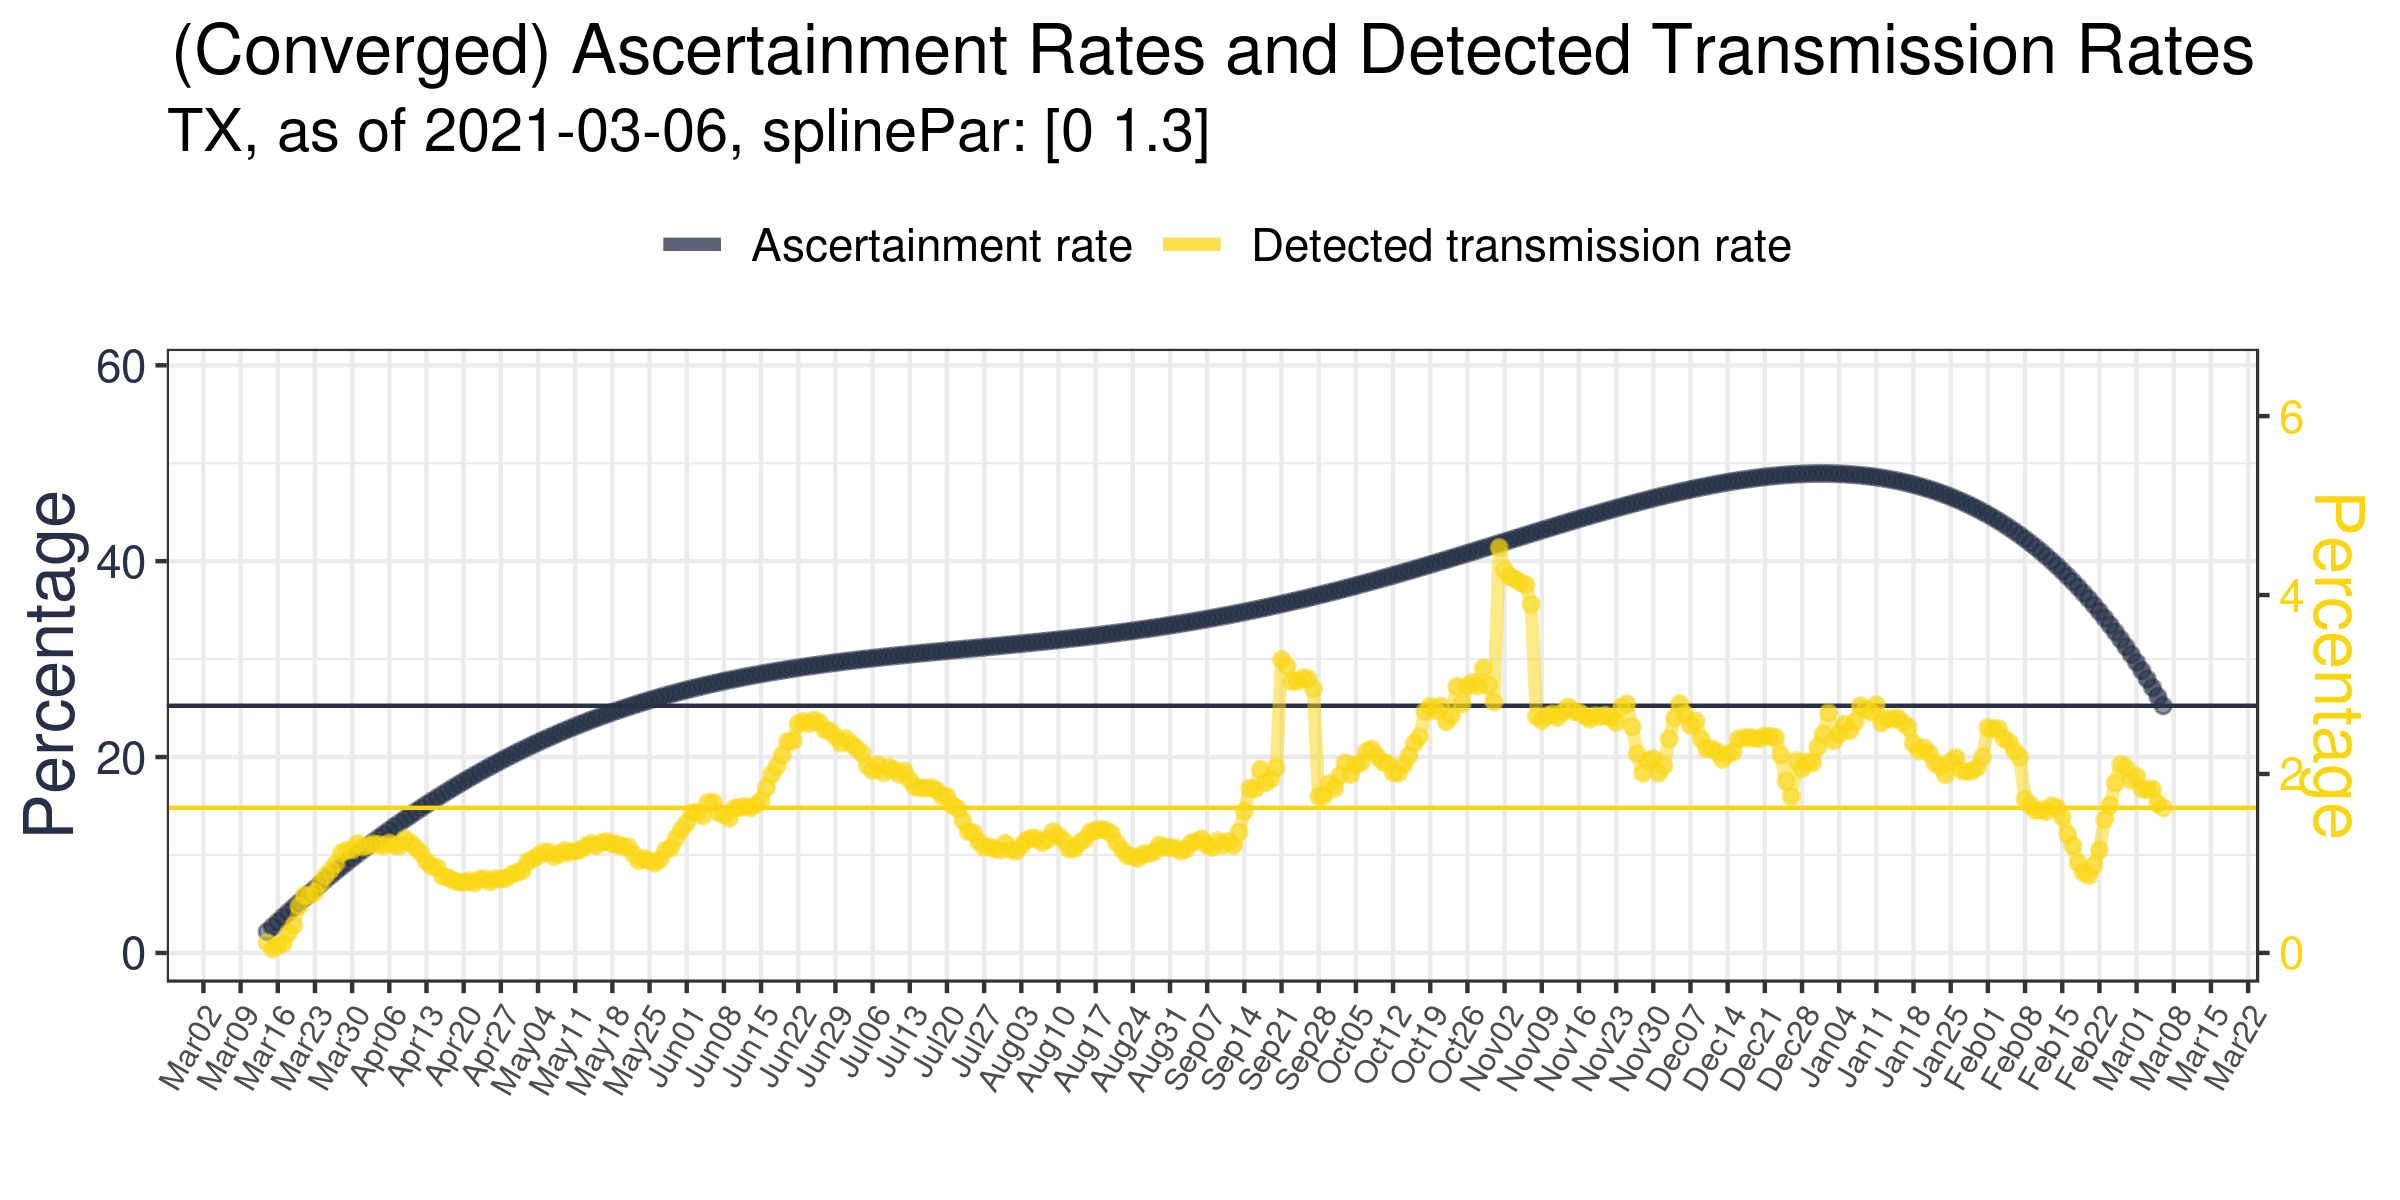 (Converged) Ascertainment Rates and Detected Transmission Rates
TX, as of 2021-03-06, splinePar: [0 1.3]
Ascertainment rate Detected transmission rate
Percentage
60
40
20
0
6
4
2
0
Percentage
Mar02 Mar09 Mar16 Mar23 Mar30 Apr06 Apr13 Apr20 Apr27 May04 May11 May18 May25 Jun01 Jun08 Jun15 Jun22 Jun29 Jul06 Jul13 Jul20 Jul27 Aug03 Aug10 Aug17 Aug24 Aug31 Sep07 Sep14 Sep21 Sep28 Oct05 Oct12 Oct19 Oct26 Nov02 Nov09 Nov16 Nov23 Nov30 Dec07 Dec14 Dec21 Dec28 Jan04 Jan11 Jan18 Jan25 Feb01 Feb08 Feb15 Feb22 Mar01 Mar08 Mar15 Mar22